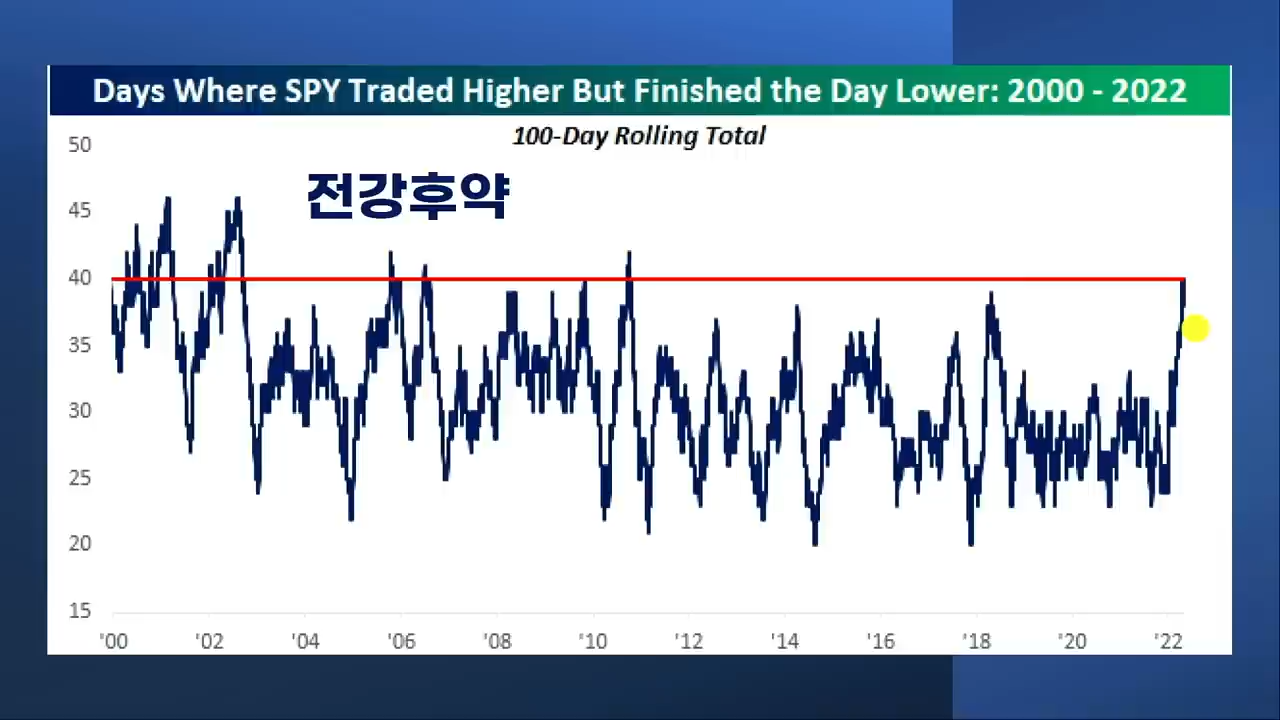 Days Where SPY Traded Higher But Finished the Day Lower: 2000 - 2022
100-Day Rolling Total
전강후약
50
45
40
35
30
25
20
15
'00 '02 '04 '06 '08 '10 '12 '14 '16 '18 '20 '22